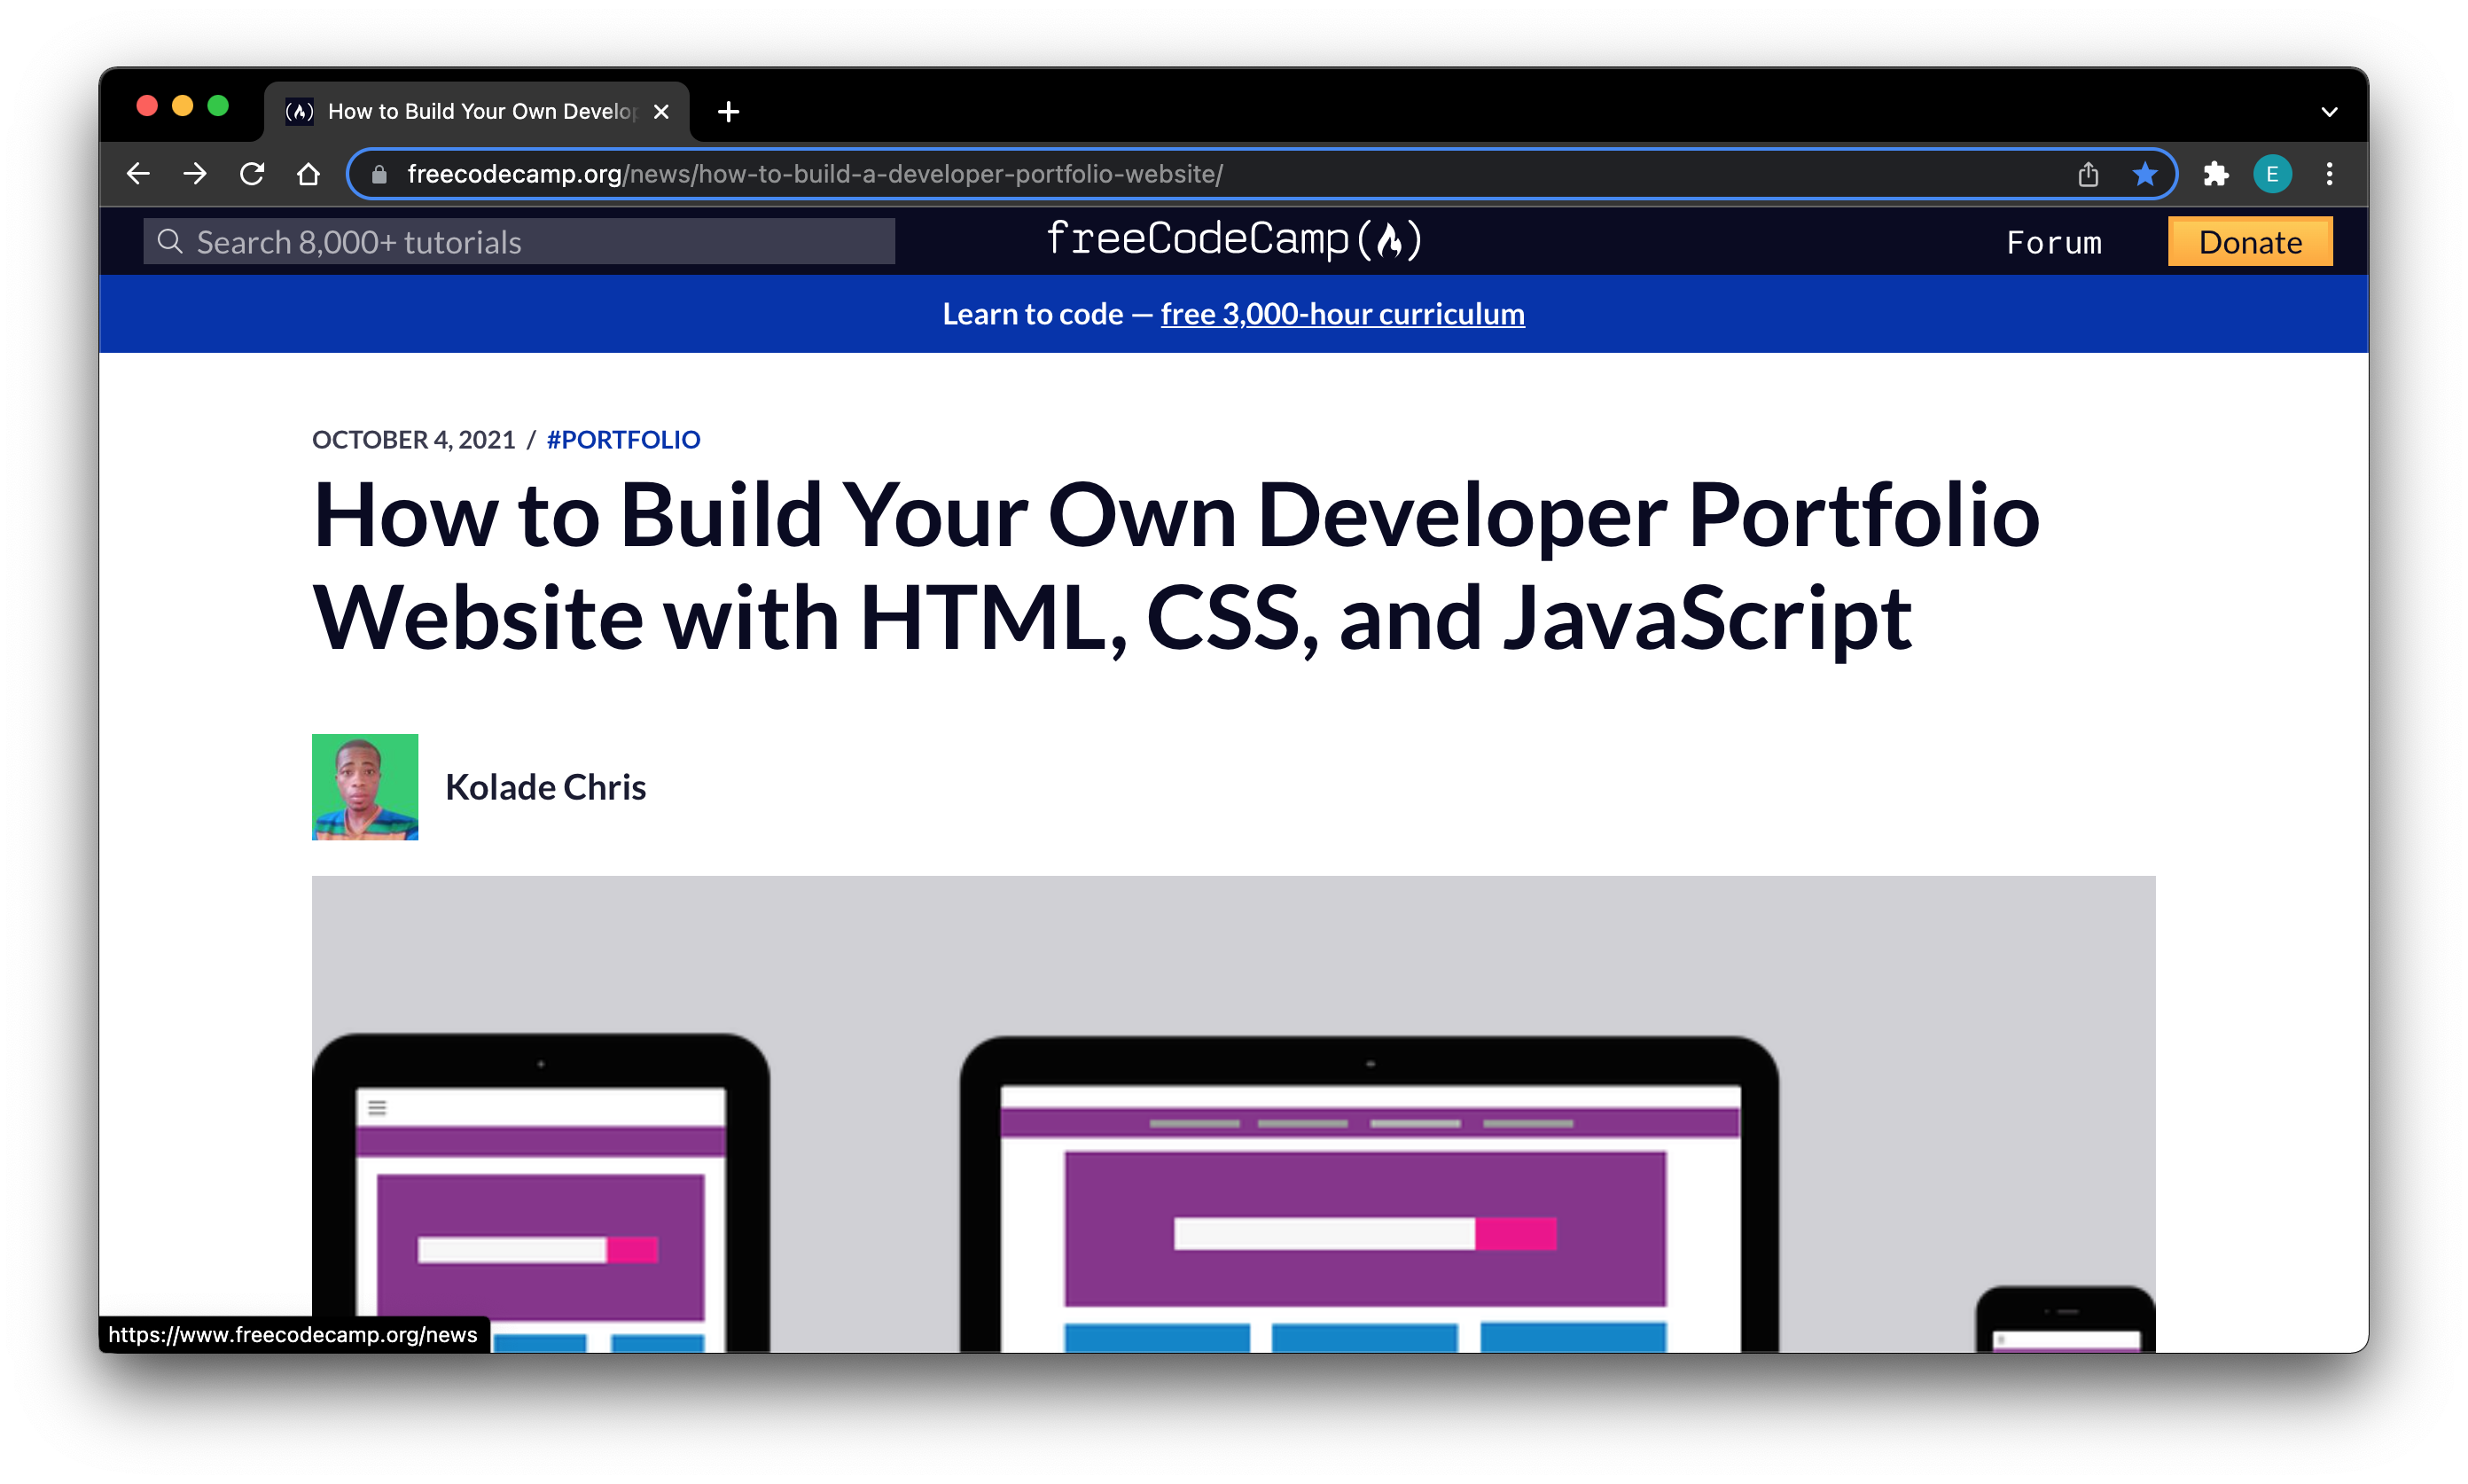 How to Build Your Own Develop
freecodecamp.org/news/how-to-build-a-developer-portfolio-website/
E
Search 8,000+ tutorials
freeCodeCamp
Forum
Donate
Learn to code — free 3,000-hour curriculum
OCTOBER 4, 2021 / #PORTFOLIO
How to Build Your Own Developer Portfolio
Website with HTML, CSS, and JavaScript
Kolade Chris
https://www.freecodecamp.org/news